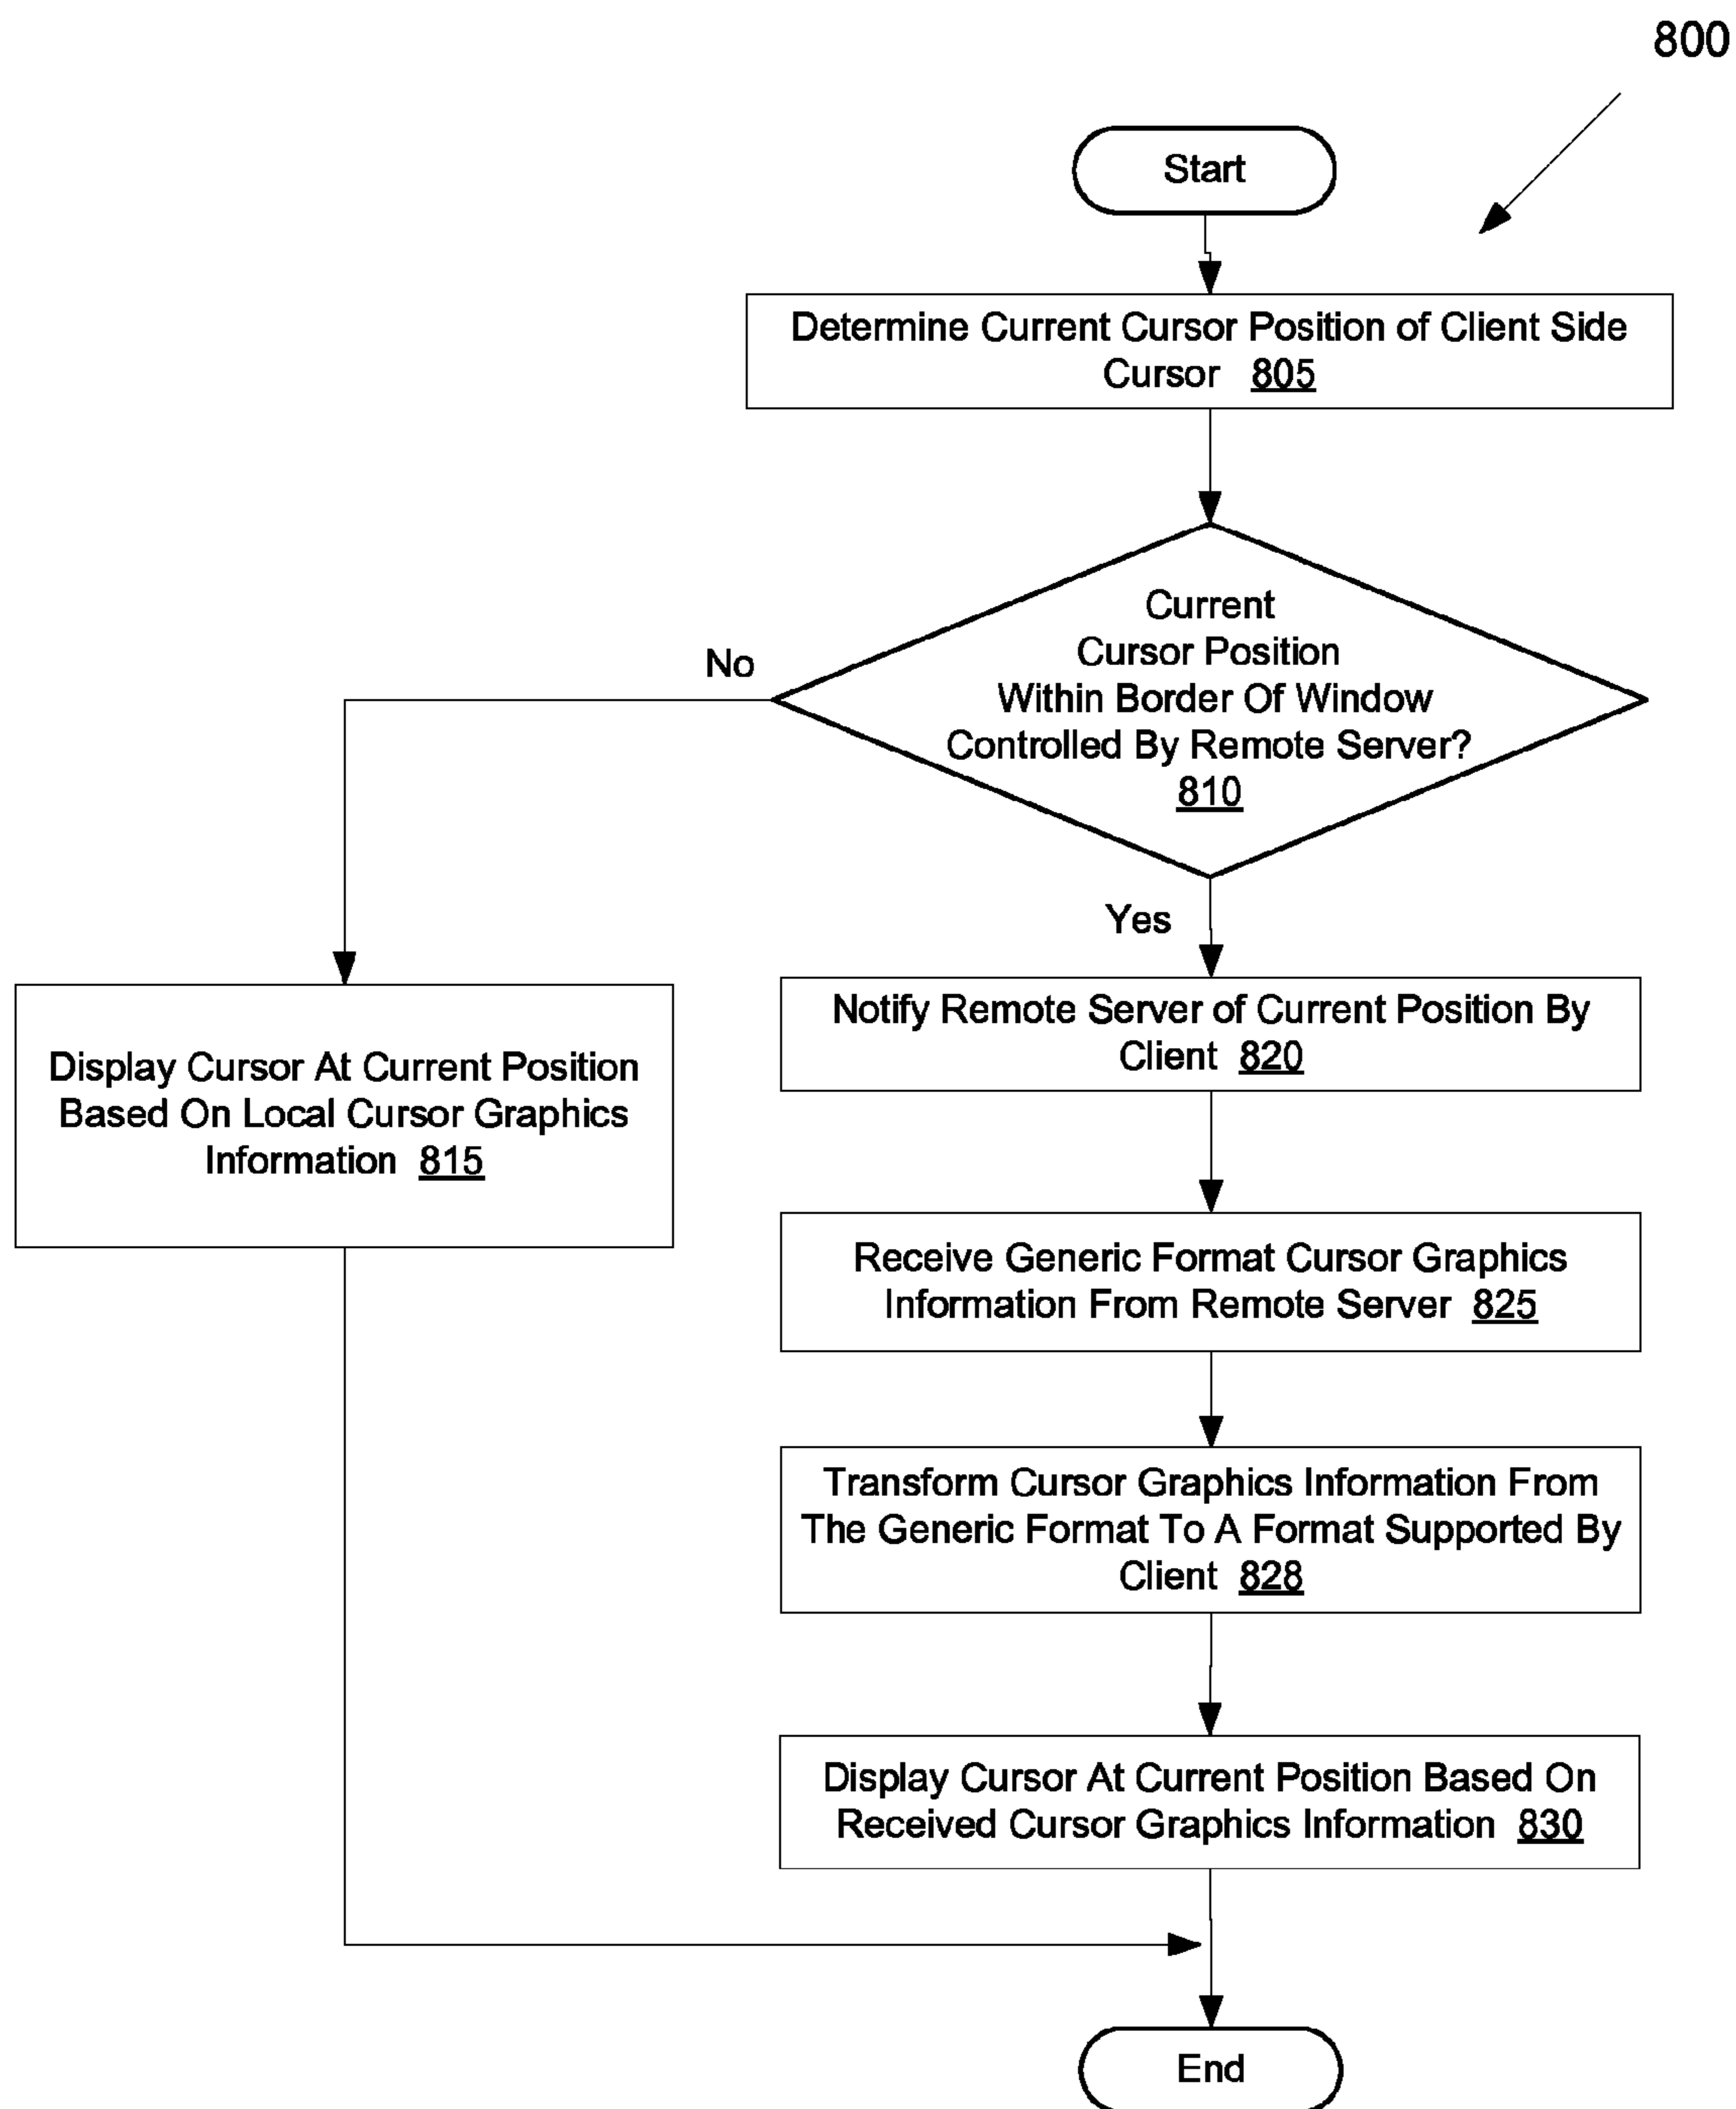 800
Start
Determine Current Cursor Position of Client Side
Cursor 805
Current
Cursor Position
Within Border Of Window
Controlled By Remote Server?
810
No
Yes
Notify Remote Server of Current Position By
Client 820
Display Cursor At Current Position
Based On Local Cursor Graphics
Information 815
Receive Generic Format Cursor Graphics
Information From Remote Server 825
Transform Cursor Graphics Information From
The Generic Format To A Format Supported By
Client 828
Display Cursor At Current Position Based On
Received Cursor Graphics Information 830
End